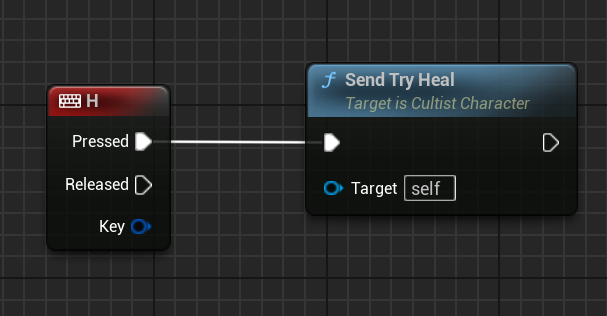 H
Pressed
Released
Key
f Send Try Heal
Target is Cultist Character
Target self